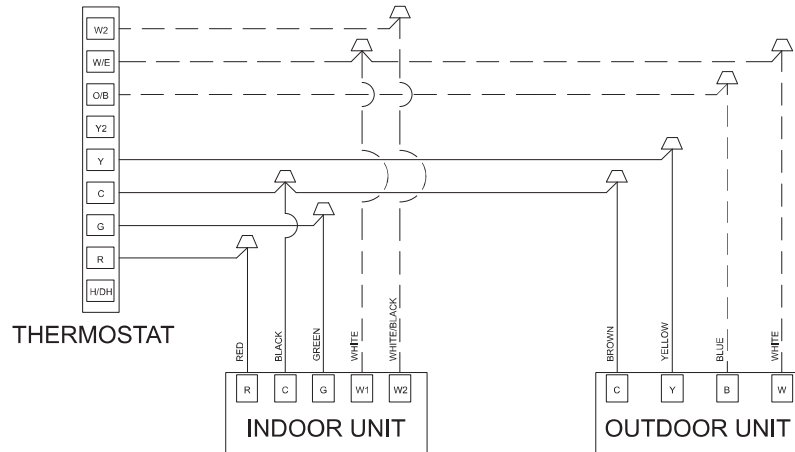 W2
W/E
O/B
Y2
Y
C
G
R
H/DH
THERMOSTAT
RED
BLACK
GREEN
WHITE
WHITE/BLACK
BROWN
YELLOW
BLUE
WHITE
R
C
G
W1
W2
C
Y
B
W
INDOOR UNIT
OUTDOOR UNIT